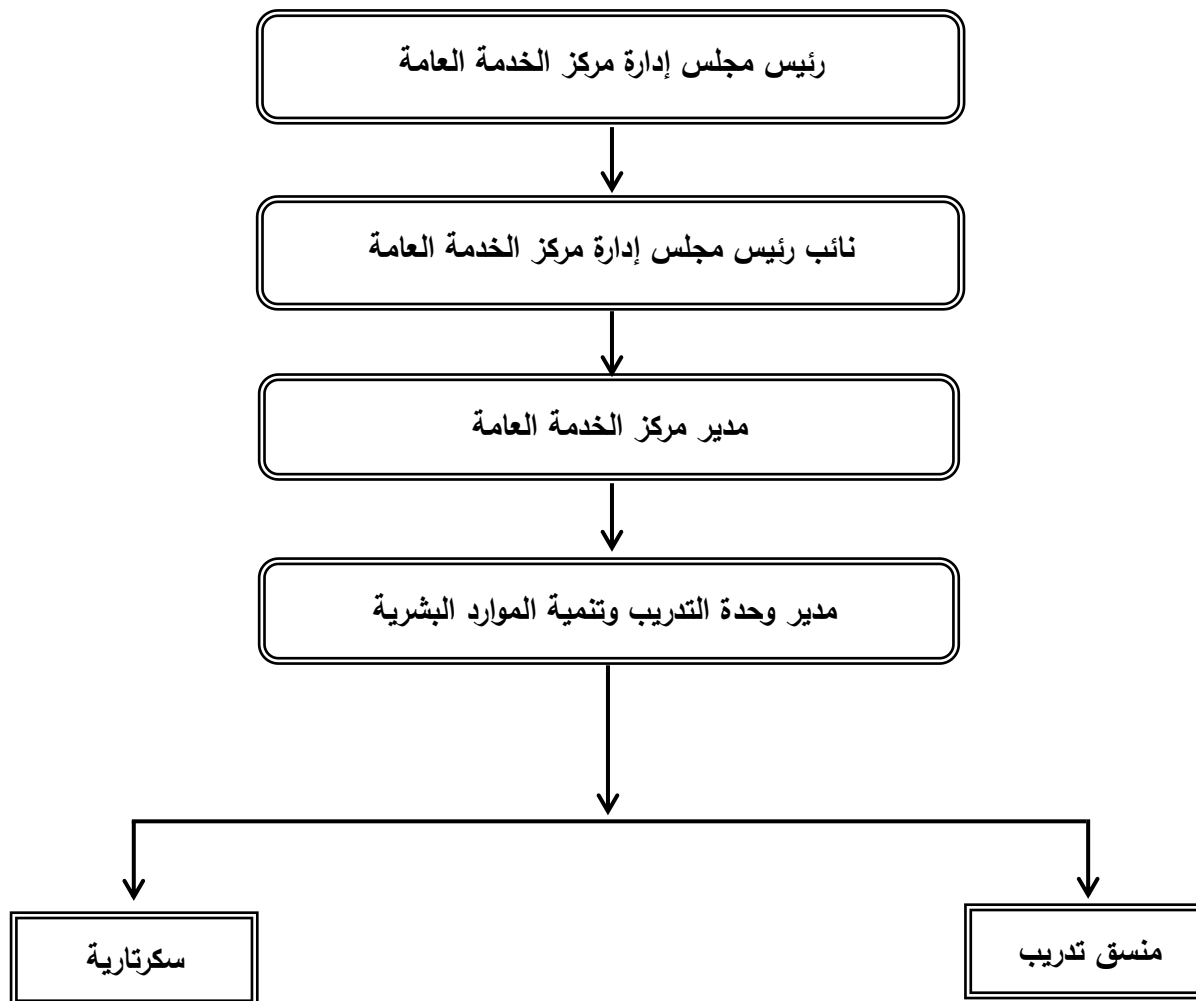 رئيس مجلس إدارة مركز الخدمة العامة
نائب رئيس مجلس إدارة مركز الخدمة العامة
مدير مركز الخدمة العامة
مدير وحدة التدريب وتنمية الموارد البشرية
منسق تدريب
سكرتارية